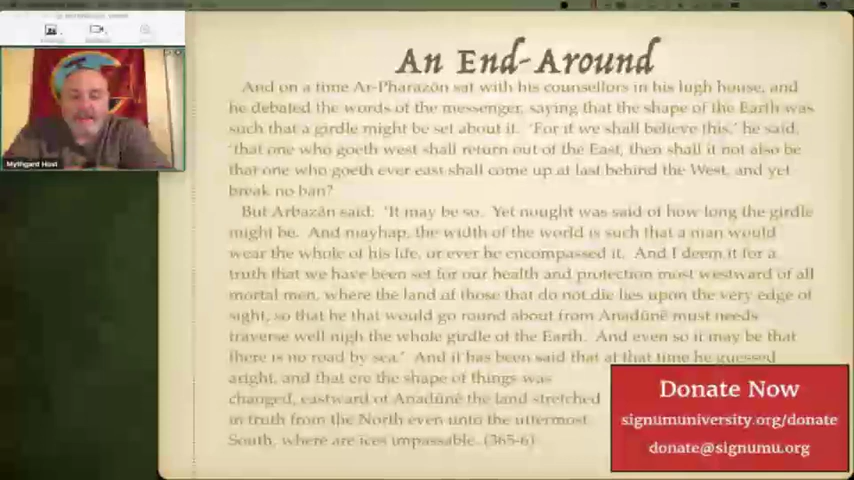 Mythgard Host
An End-Around
And on a time Ar-Pharazôn sat with his counsellors in his high house, and
he debated the words of the messenger, saying that the shape of the Earth was
such that a girdle might be set about it. 'For if we shall believe this,' he said,
'that one who goeth west shall return out of the East, then shall it not also be
that one who goeth ever east shall come up at last behind the West, and yet
break no ban?
But Arbazân said: 'It may be so. Yet nought was said of how long the girdle
might be. And mayhap, the width of the world is such that a man would
wear the whole of his life, or ever he encompassed it. And I deem it for a
truth that we have been set for our health and protection most westward of all
mortal men, where the land of those that do not die lies upon the very edge of
sight, so that he that would go round about from Anadûnê must needs
traverse well nigh the whole girdle of the Earth. And even so it may be that
there is no road by sea.' And it has been said that at that time he guessed
aright, and that ere the shape of things was
changed, eastward of Anadûnê the land stretched
in truth from the North even unto the uttermost
South, where are ices impassable. (365-6)
Donate Now
signumuniversity.org/donate
donate@signumu.org